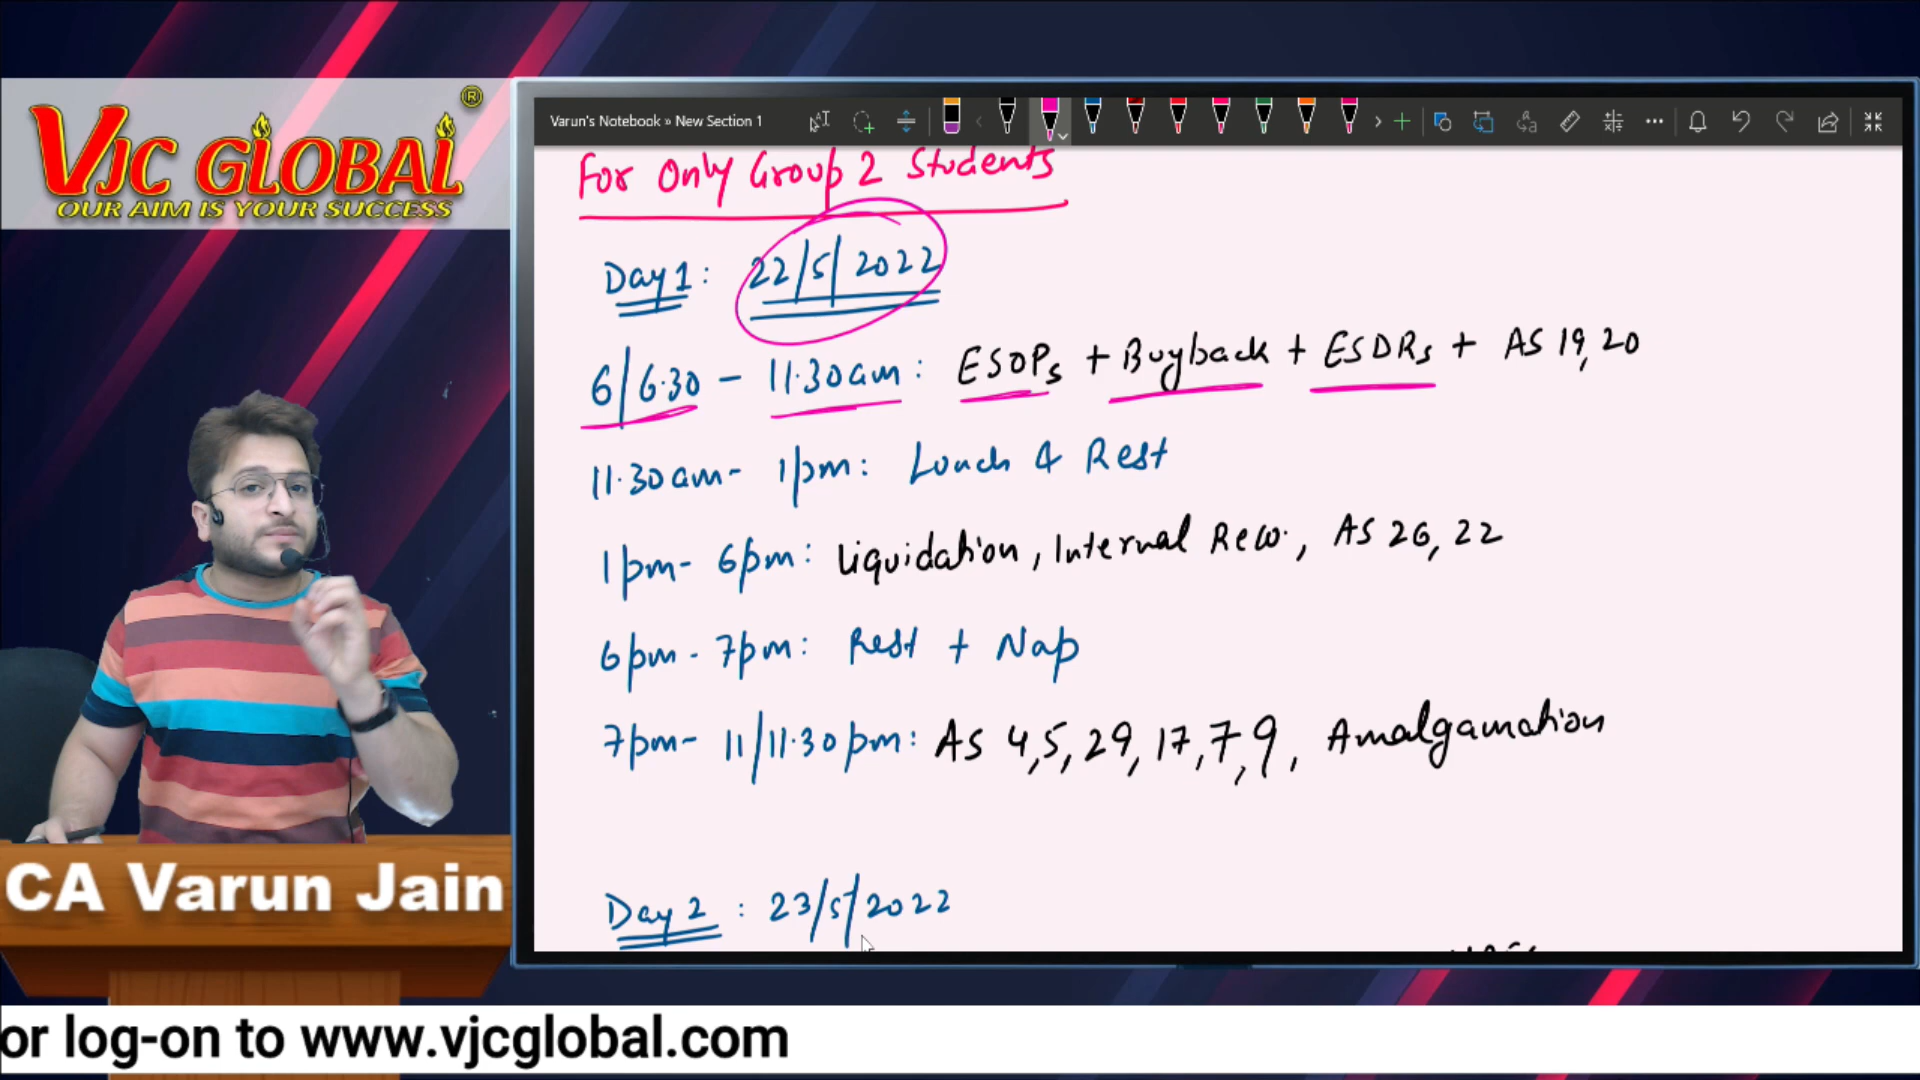 VJC GLOBAL ®
OUR AIM IS YOUR SUCCESS
Varun's Notebook » New Section 1
For Only Group 2 Students
Day 1 : 22/5/2022
6/6.30 - 11.30am : ESOPs + Buyback + ESDRs + AS 19, 20
11.30am - 1pm : Lunch & Rest
1pm - 6pm : Liquidation, Internal Reco., AS 26, 22
6pm - 7pm : Rest + Nap
7pm - 11/11.30pm : AS 4, 5, 29, 17, 7, 9, Amalgamation
Day 2 : 23/5/2022
CA Varun Jain
or log-on to www.vjcglobal.com